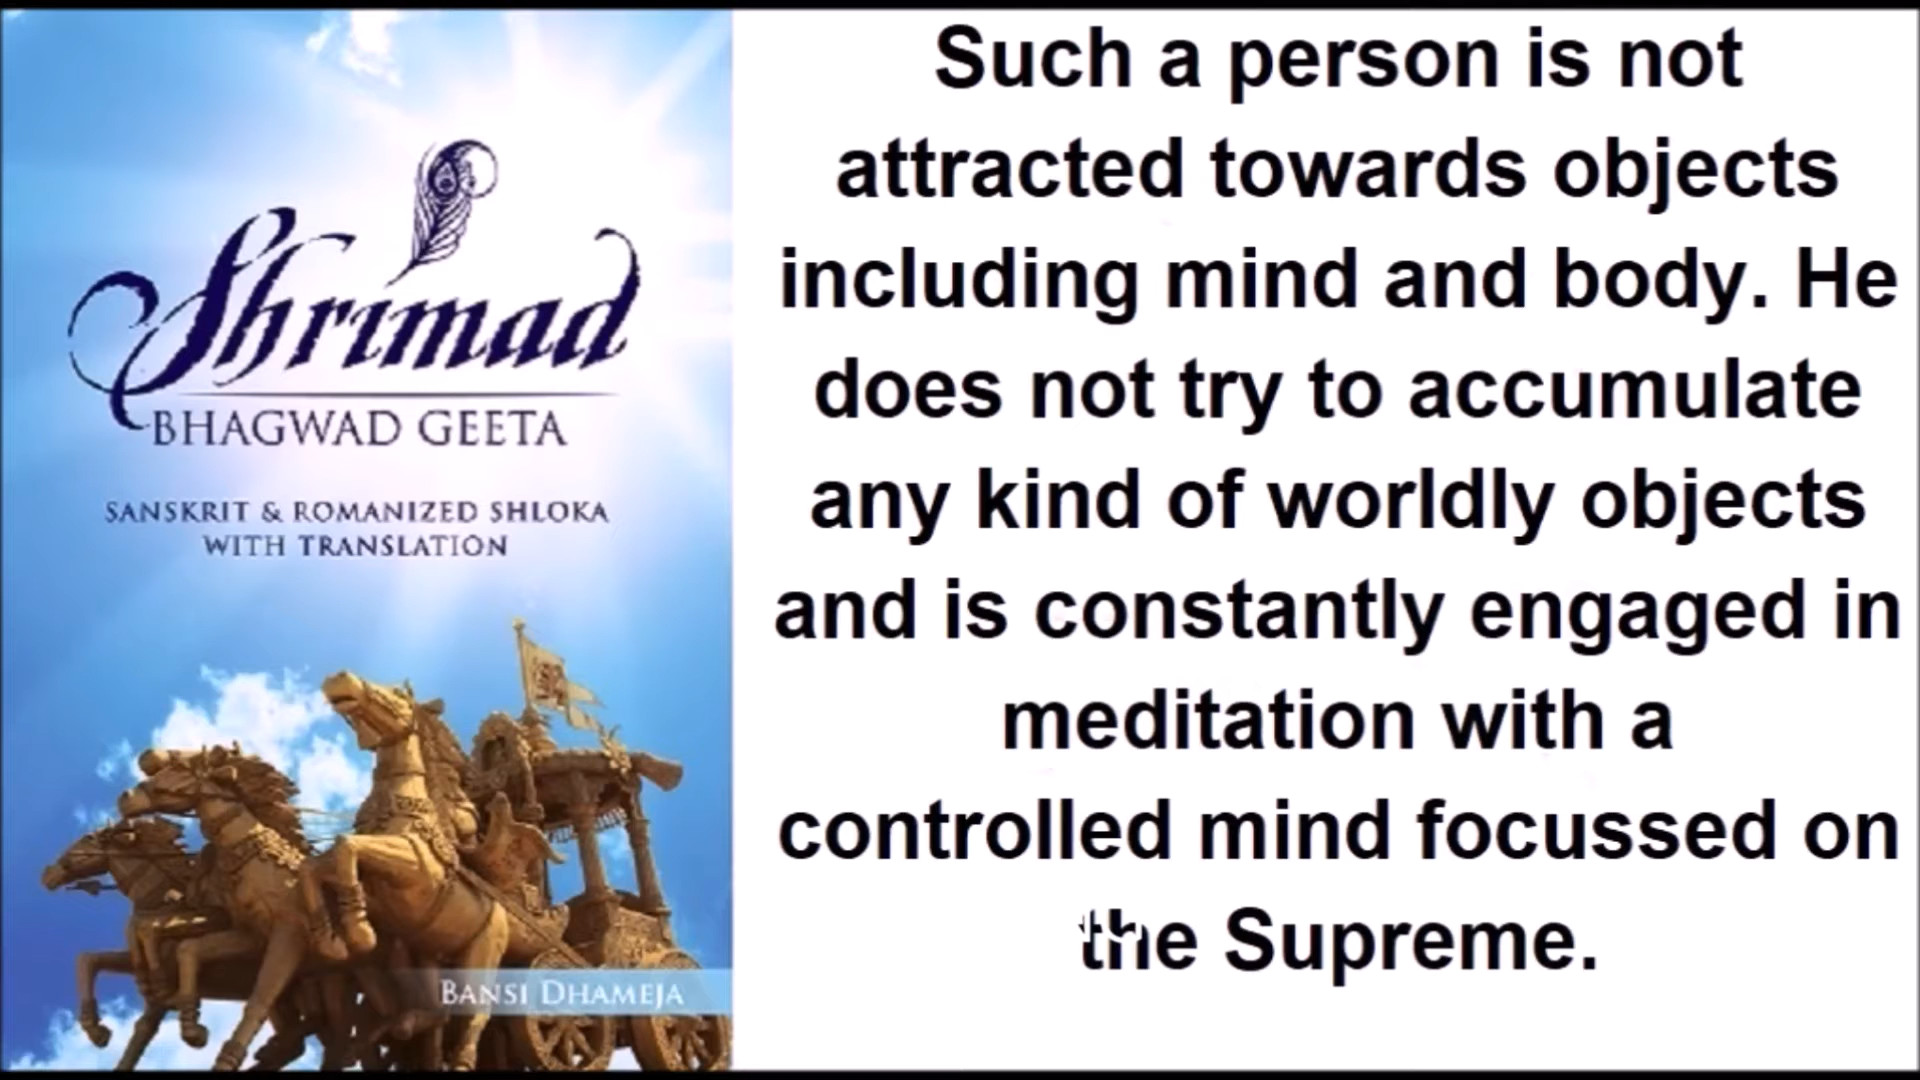 Shrimad
BHAGWAD GEETA
SANSKRIT & ROMANIZED SHLOKA
WITH TRANSLATION
BANSI DHAMEJA
Such a person is not
attracted towards objects
including mind and body. He
does not try to accumulate
any kind of worldly objects
and is constantly engaged in
meditation with a
controlled mind focussed on
the Supreme.